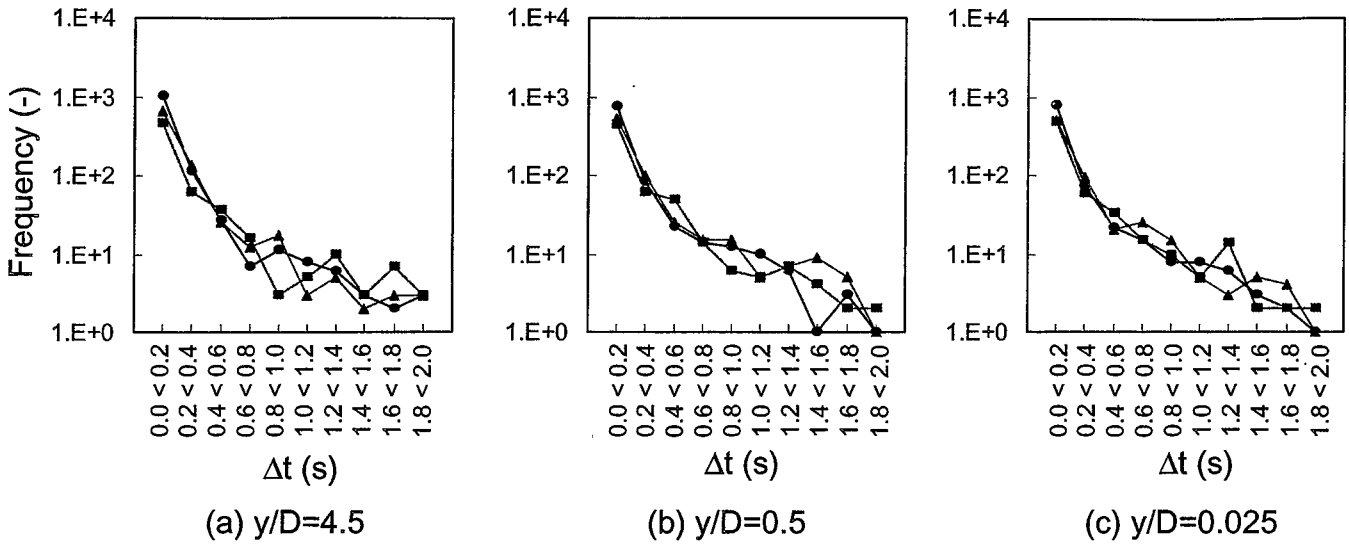 1.E+4
1.E+3
1.E+2
1.E+1
1.E+0
Frequency (-)
0.0 < 0.2
0.2 < 0.4
0.4 < 0.6
0.6 < 0.8
0.8 < 1.0
1.0 < 1.2
1.2 < 1.4
1.4 < 1.6
1.6 < 1.8
1.8 < 2.0
Δt (s)
(a) y/D=4.5
1.E+4
1.E+3
1.E+2
1.E+1
1.E+0
0.0 < 0.2
0.2 < 0.4
0.4 < 0.6
0.6 < 0.8
0.8 < 1.0
1.0 < 1.2
1.2 < 1.4
1.4 < 1.6
1.6 < 1.8
1.8 < 2.0
Δt (s)
(b) y/D=0.5
1.E+4
1.E+3
1.E+2
1.E+1
1.E+0
0.0 < 0.2
0.2 < 0.4
0.4 < 0.6
0.6 < 0.8
0.8 < 1.0
1.0 < 1.2
1.2 < 1.4
1.4 < 1.6
1.6 < 1.8
1.8 < 2.0
Δt (s)
(c) y/D=0.025